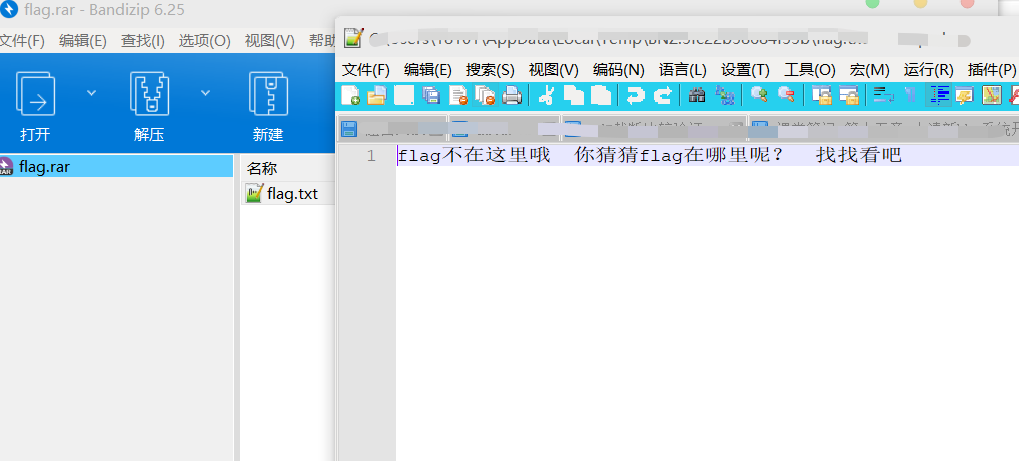 flag.rar - Bandizip 6.25
文件(F) 编辑(E) 查找(I) 选项(O) 视图(V) 帮助
打开 解压 新建
flag.rar
名称
flag.txt
文件(F) 编辑(E) 搜索(S) 视图(V) 编码(N) 语言(L) 设置(T) 工具(O) 宏(M) 运行(R) 插件(P)
1 flag不在这里哦 你猜猜flag在哪里呢? 找找看吧